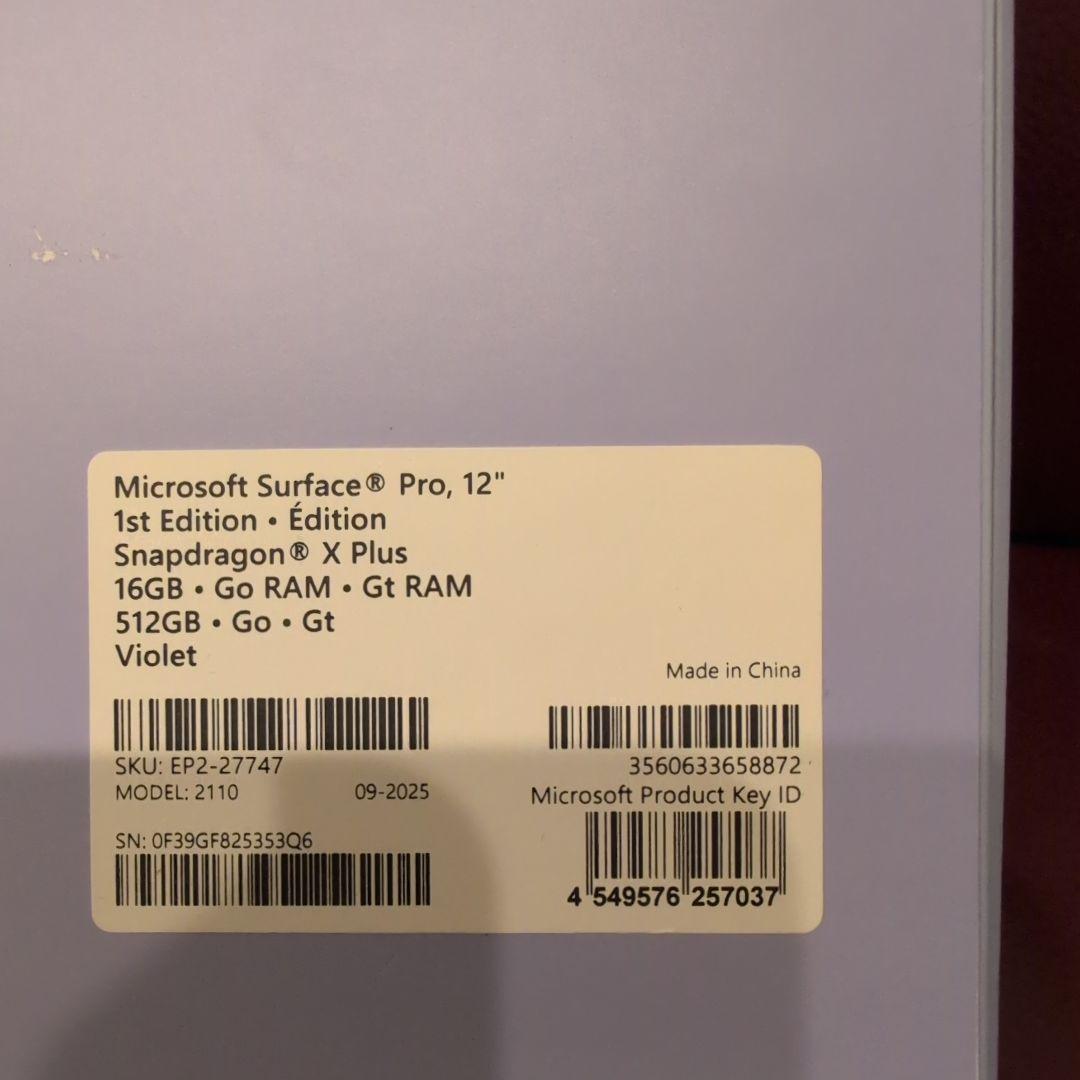 Microsoft Surface® Pro, 12"
1st Edition • Édition
Snapdragon® X Plus
16GB • Go RAM • Gt RAM
512GB • Go • Gt
Violet
Made in China
SKU: EP2-27747
MODEL: 2110 09-2025
SN: 0F39GF825353Q6
3560633658872
Microsoft Product Key ID
4 549576 257037